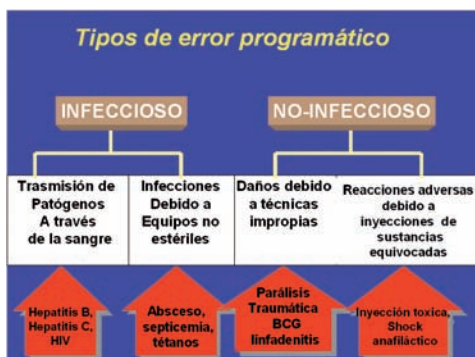 Tipos de error programático
INFECCIOSO
NO-INFECCIOSO
Trasmisión de
Patógenos
A través
de la sangre
Infecciones
Debido a
Equipos no
estériles
Daños debido
a técnicas
impropias
Reacciones adversas
debido a
inyecciones de
sustancias
equivocadas
Hepatitis B,
Hepatitis C,
HIV
Absceso,
septicemia,
tétanos
Parálisis
Traumática
BCG
linfadenitis
Inyección toxica,
Shock
anafiláctico